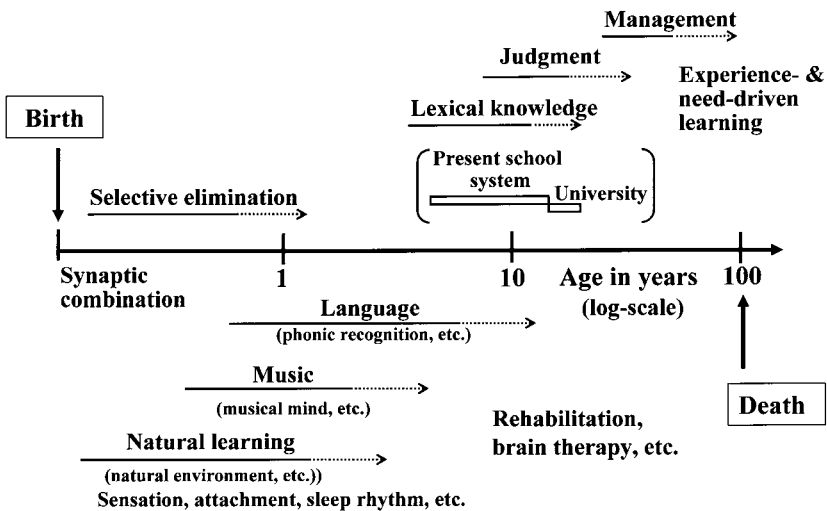 Management
Judgment
Experience- &
need-driven
learning
Lexical knowledge
Birth
Present school
system
University
Selective elimination
Synaptic
combination
1
10
Age in years
(log-scale)
100
Language
(phonic recognition, etc.)
Music
(musical mind, etc.)
Death
Rehabilitation,
brain therapy, etc.
Natural learning
(natural environment, etc.))
Sensation, attachment, sleep rhythm, etc.